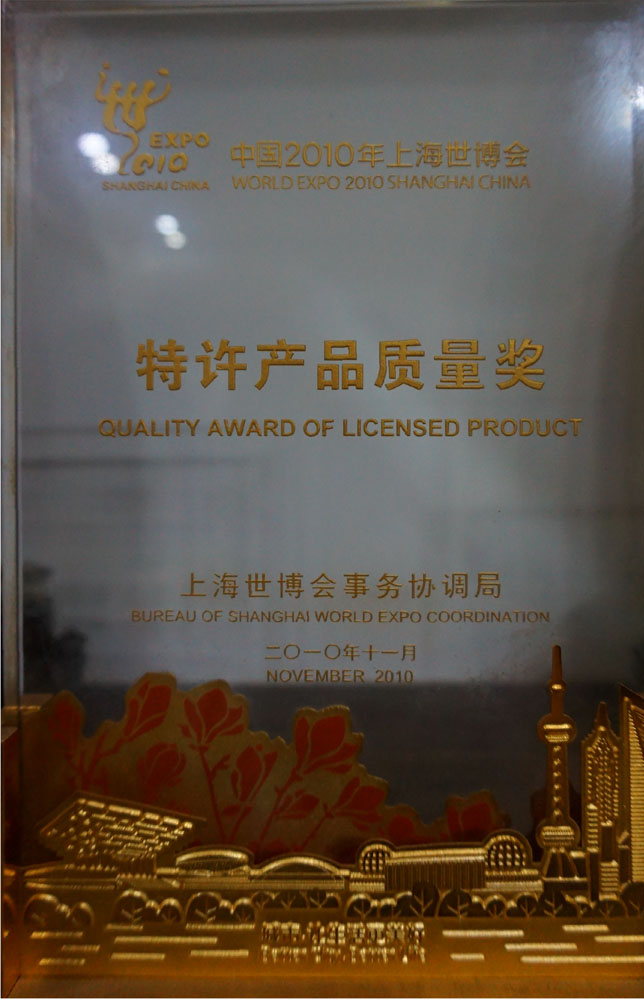 EXPO
2010
SHANGHAI CHINA
中国2010年上海世博会
WORLD EXPO 2010 SHANGHAI CHINA
特许产品质量奖
QUALITY AWARD OF LICENSED PRODUCT
上海世博会事务协调局
BUREAU OF SHANGHAI WORLD EXPO COORDINATION
二〇一〇年十一月
NOVEMBER 2010